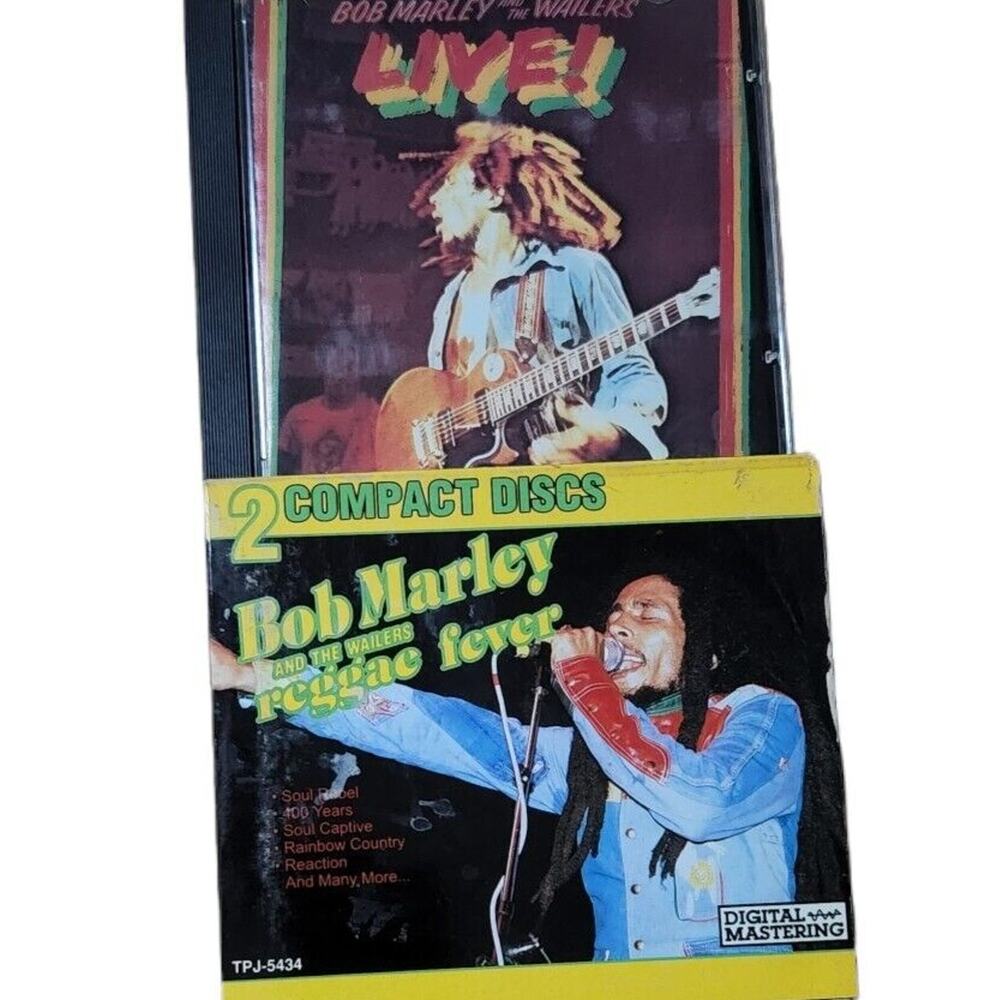 BOB MARLEY AND THE WAILERS
LIVE!
2 COMPACT DISCS
Bob Marley
AND THE WAILERS
reggae fever
• Soul Rebel
• 400 Years
• Soul Captive
• Rainbow Country
• Reaction
And Many More...
DIGITAL
MASTERING
TPJ-5434